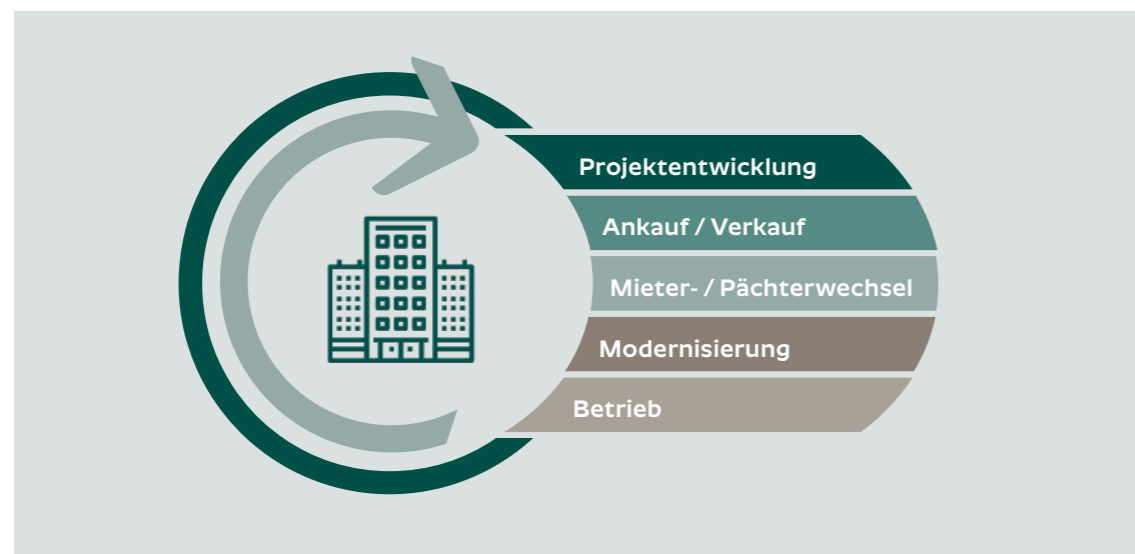 Projektentwicklung
Ankauf / Verkauf
Mieter- / Pächterwechsel
Modernisierung
Betrieb